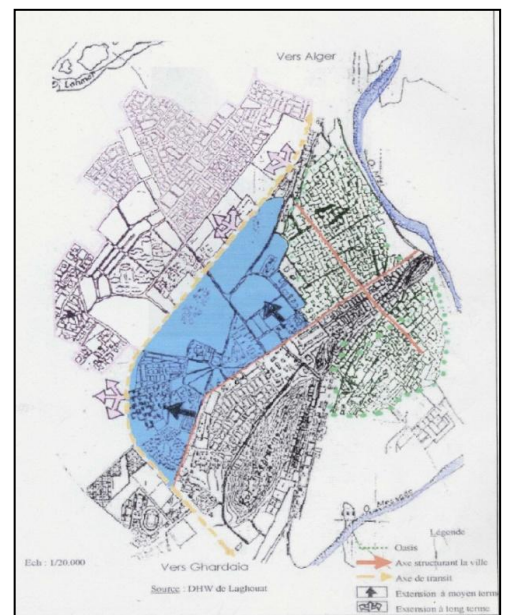 Vers Alger
Légende
Oasis
Axe structurant la ville
Axe de transit
Extension à moyen terme
Extension à long terme
Ech : 1/20.000
Vers Ghardaia
Source : DHW de Laghouat